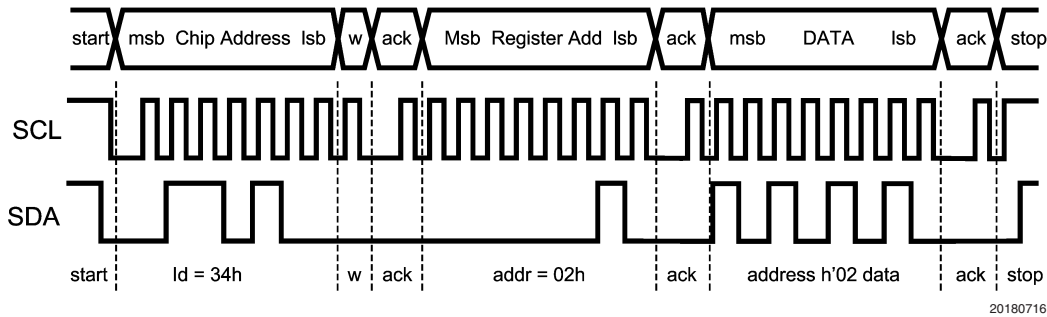 start msb Chip Address lsb w ack Msb Register Add lsb ack msb DATA lsb ack stop
SCL
SDA
start Id = 34h w ack addr = 02h ack address h'02 data ack stop
20180716